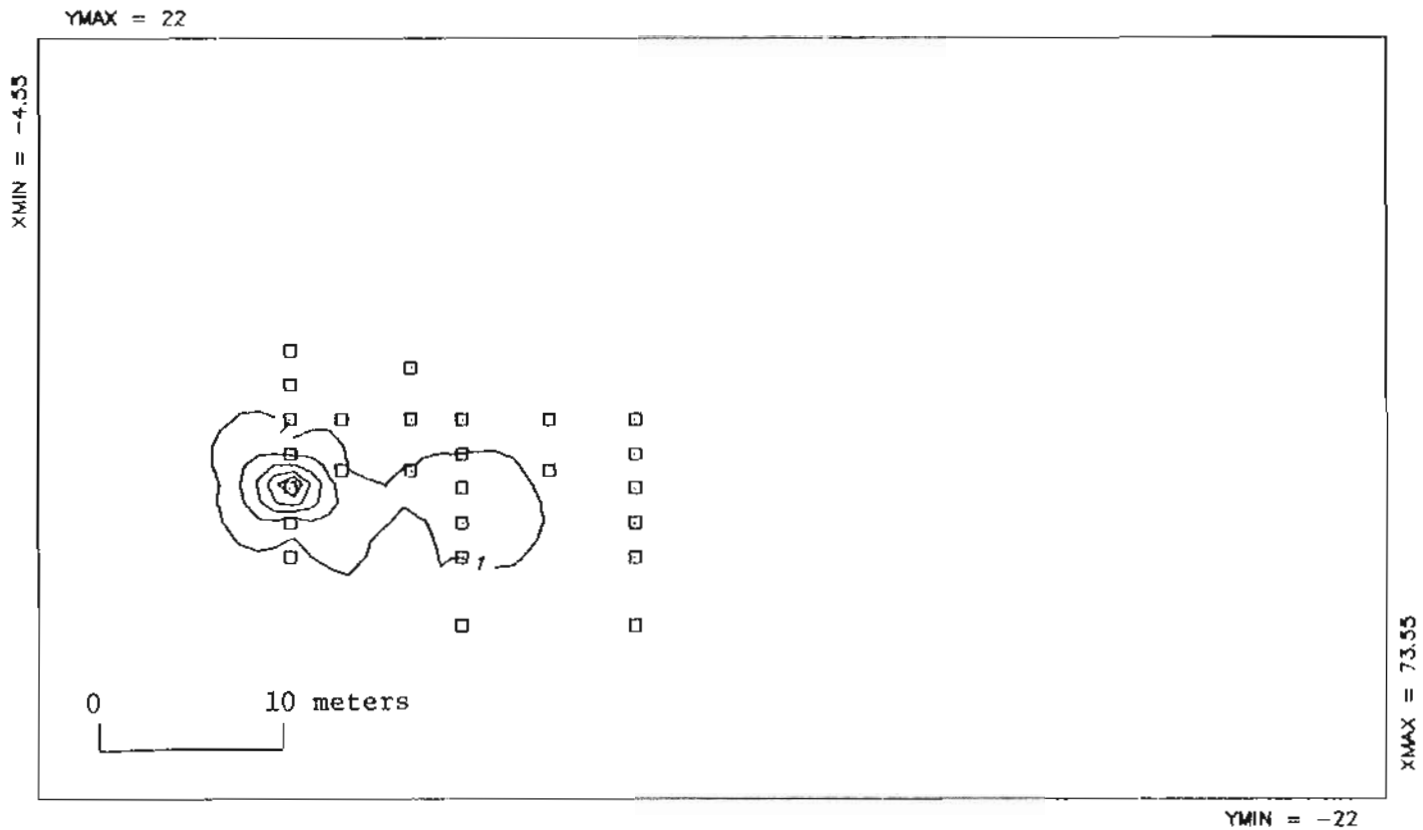 YMAX = 22
XMIN = -4.55
1
0 10 meters
XMAX = 73.55
YMIN = -22